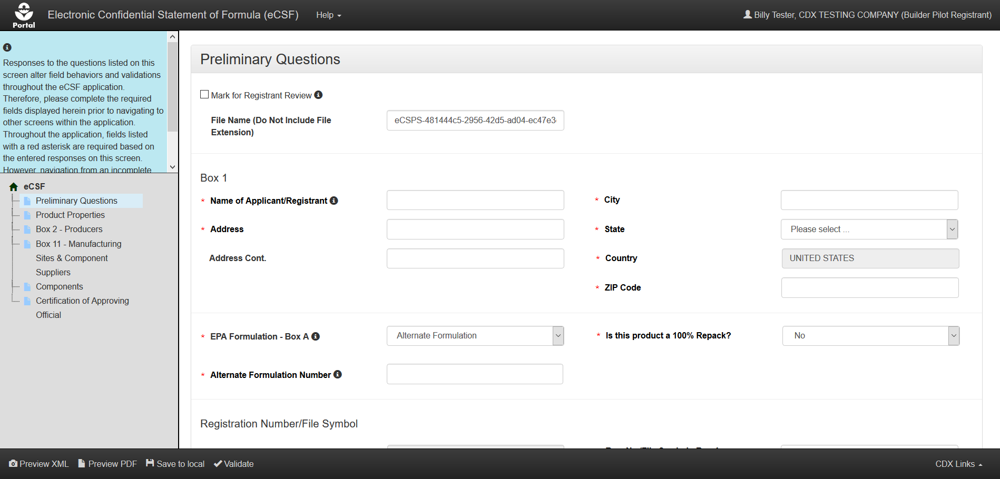 Portal
Electronic Confidential Statement of Formula (eCSF)
Help
Billy Tester, CDX TESTING COMPANY (Builder Pilot Registrant)
Responses to the questions listed on this
screen alter field behaviors and validations
throughout the eCSF application.
Therefore, please complete the required
fields displayed herein prior to navigating to
other screens within the application.
Throughout the application, fields listed
with a red asterisk are required based on
the entered responses on this screen.
However, navigation from an incomplete
eCSF
Preliminary Questions
Product Properties
Box 2 - Producers
Box 11 - Manufacturing
Sites & Component
Suppliers
Components
Certification of Approving
Official
Preliminary Questions
Mark for Registrant Review
File Name (Do Not Include File
Extension)
eCSPS-481444c5-2956-42d5-ad04-ec47e3
Box 1
* Name of Applicant/Registrant
* City
* Address
* State
Please select ...
Address Cont.
* Country
UNITED STATES
* ZIP Code
* EPA Formulation - Box A
Alternate Formulation
* Is this product a 100% Repack?
No
* Alternate Formulation Number
Registration Number/File Symbol
Preview XML
Preview PDF
Save to local
Validate
CDX Links